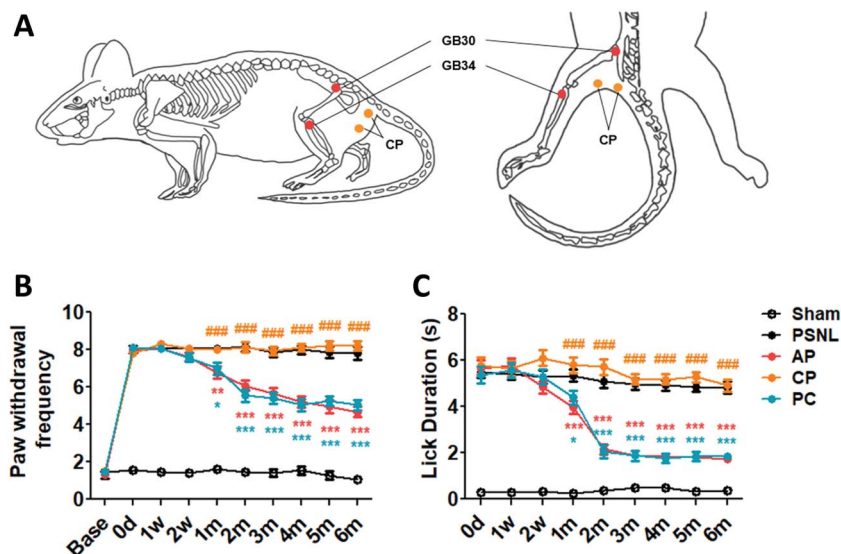 A
GB30
GB34
CP
CP
B
Paw withdrawal
frequency
10
8
6
4
2
0
###
###
###
###
###
###
**
*
***
***
***
***
***
***
***
***
***
***
Base
0d
1w
2w
1m
2m
3m
4m
5m
6m
C
Lick Duration (s)
8
6
4
2
0
###
###
###
###
###
###
***
*
***
***
***
***
***
***
***
***
***
***
0d
1w
2w
1m
2m
3m
4m
5m
6m
Sham
PSNL
AP
CP
PC